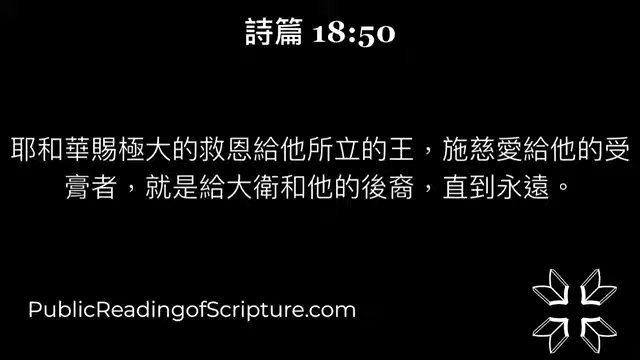 詩篇 18:50
耶和華賜極大的救恩給他所立的王，施慈愛給他的受
膏者，就是給大衛和他的後裔，直到永遠。
PublicReadingofScripture.com